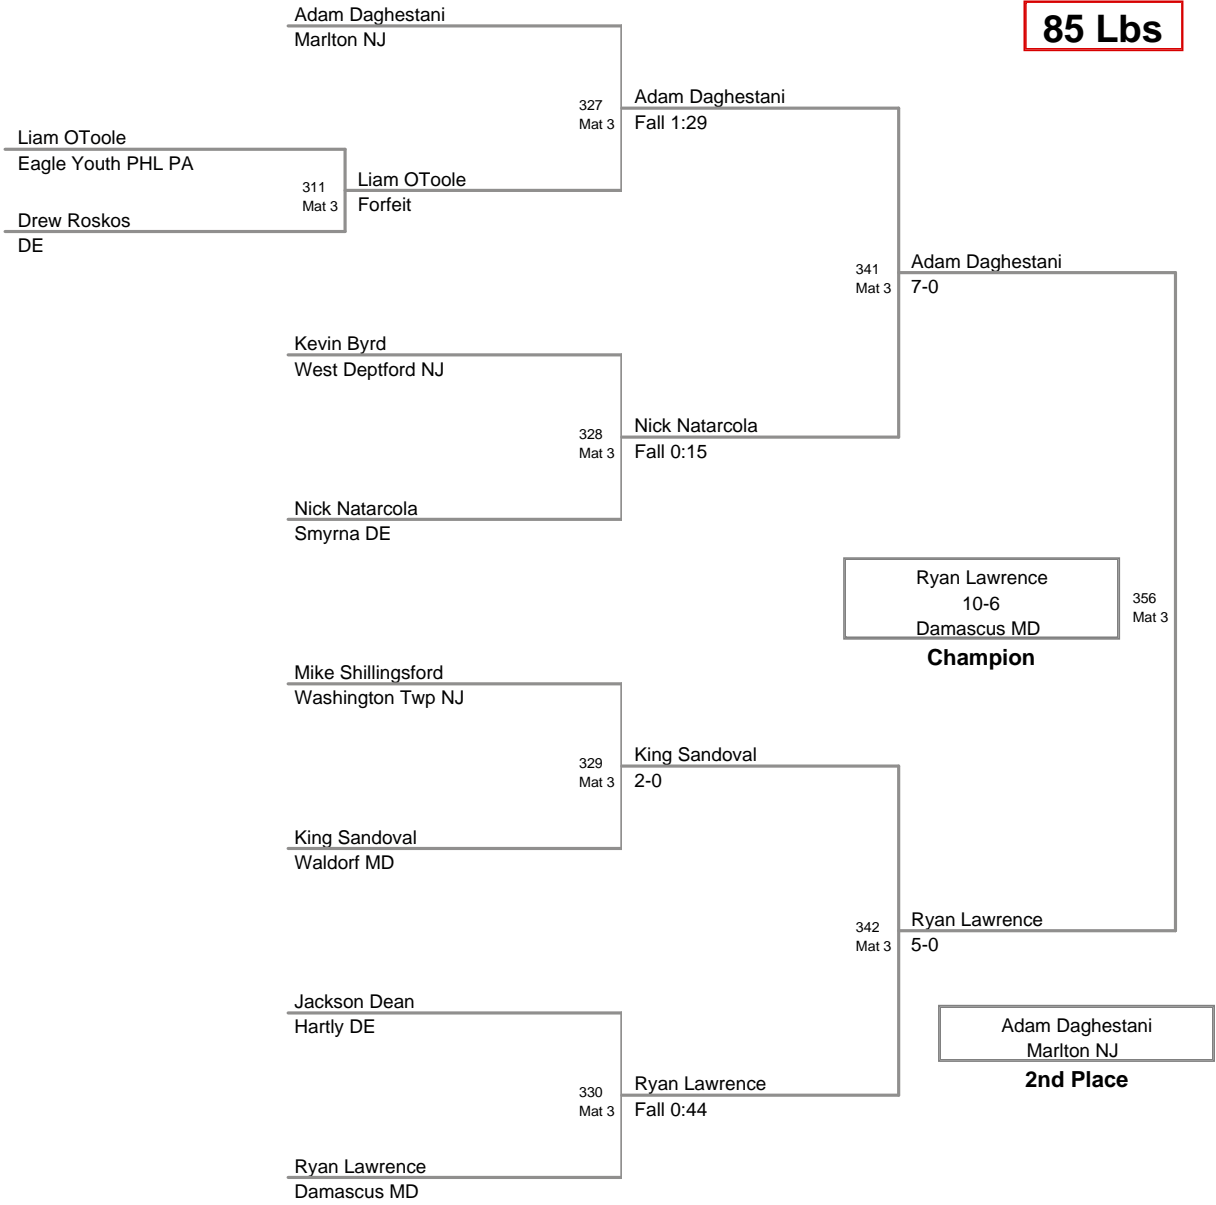 Adam Daghestani
Marlton NJ
85 Lbs
327
Mat 3
Adam Daghestani
Fall 1:29
Liam OToole
Eagle Youth PHL PA
311
Mat 3
Liam OToole
Forfeit
Drew Roskos
DE
341
Mat 3
Adam Daghestani
7-0
Kevin Byrd
West Deptford NJ
328
Mat 3
Nick Natarcola
Fall 0:15
Nick Natarcola
Smyrna DE
Ryan Lawrence
10-6
Damascus MD
Champion
356
Mat 3
Mike Shillingsford
Washington Twp NJ
329
Mat 3
King Sandoval
2-0
King Sandoval
Waldorf MD
342
Mat 3
Ryan Lawrence
5-0
Jackson Dean
Hartly DE
Adam Daghestani
Marlton NJ
2nd Place
330
Mat 3
Ryan Lawrence
Fall 0:44
Ryan Lawrence
Damascus MD